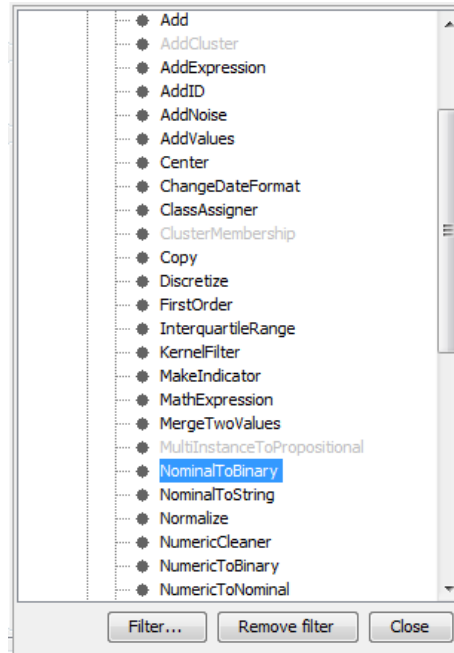 Add
AddCluster
AddExpression
AddID
AddNoise
AddValues
Center
ChangeDateFormat
ClassAssigner
ClusterMembership
Copy
Discretize
FirstOrder
InterquartileRange
KernelFilter
MakeIndicator
MathExpression
MergeTwoValues
MultiInstanceToPropositional
NominalToBinary
NominalToString
Normalize
NumericCleaner
NumericToBinary
NumericToNominal
Filter... Remove filter Close